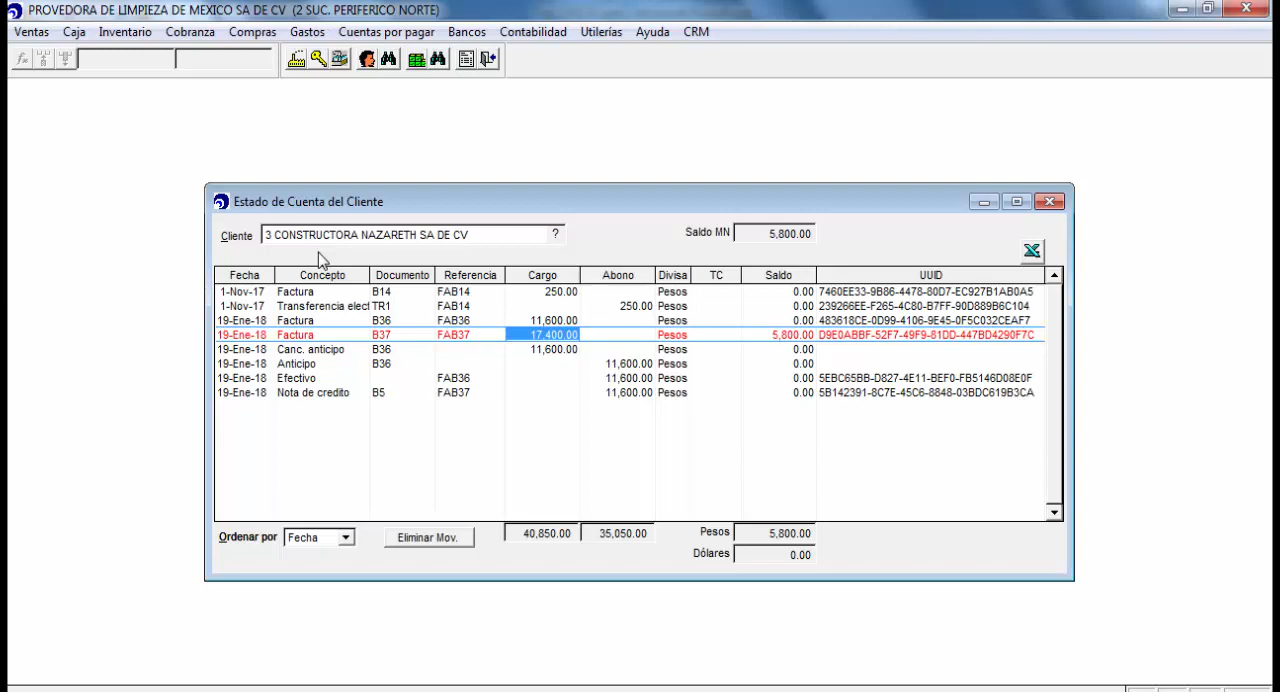 PROVEDORA DE LIMPIEZA DE MEXICO SA DE CV (2 SUC. PERIFERICO NORTE)
Ventas Caja Inventario Cobranza Compras Gastos Cuentas por pagar Bancos Contabilidad Utilerías Ayuda CRM
Estado de Cuenta del Cliente
Cliente 3 CONSTRUCTORA NAZARETH SA DE CV ? Saldo MN 5,800.00
Fecha Concepto Documento Referencia Cargo Abono Divisa TC Saldo UUID
1-Nov-17 Factura B14 FAB14 250.00 Pesos 0.00 7460EE33-9B86-4478-80D7-EC927B1AB0A5
1-Nov-17 Transferencia elect TR1 FAB14 250.00 Pesos 0.00 239266EE-F265-4C80-B7FF-90D889B6C104
19-Ene-18 Factura B36 FAB36 11,600.00 Pesos 0.00 483618CE-0D99-4106-9E45-0F5C032CEAF7
19-Ene-18 Factura B37 FAB37 17,400.00 Pesos 5,800.00 D9E0ABBF-52F7-49F9-81DD-447BD4290F7C
19-Ene-18 Canc. anticipo B36 11,600.00 Pesos 0.00
19-Ene-18 Anticipo B36 11,600.00 Pesos 0.00
19-Ene-18 Efectivo FAB36 11,600.00 Pesos 0.00 5EBC65BB-D827-4E11-BEF0-FB5146D08E0F
19-Ene-18 Nota de credito B5 FAB37 11,600.00 Pesos 0.00 5B142391-8C7E-45C6-8848-03BDC619B3CA
Ordenar por Fecha Eliminar Mov. 40,850.00 35,050.00 Pesos 5,800.00
Dólares 0.00